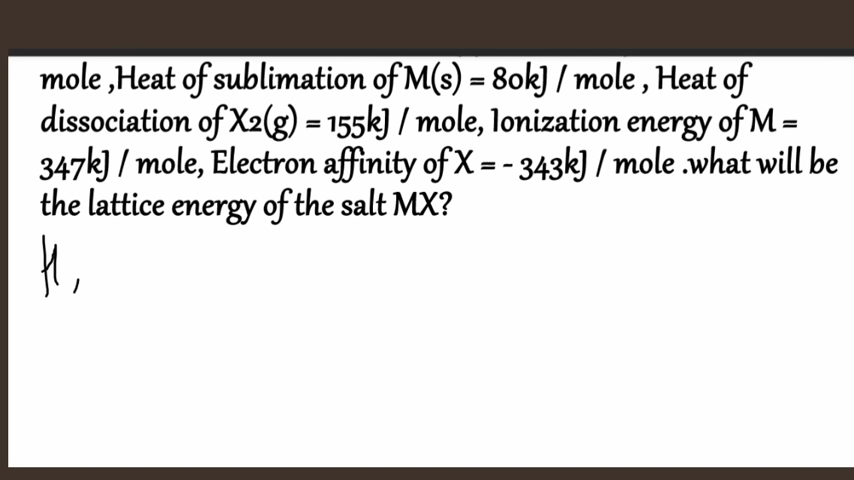 mole ,Heat of sublimation of M(s) = 80kJ / mole , Heat of
dissociation of X2(g) = 155kJ / mole, Ionization energy of M =
347kJ / mole, Electron affinity of X = - 343kJ / mole .what will be
the lattice energy of the salt MX?
H ,